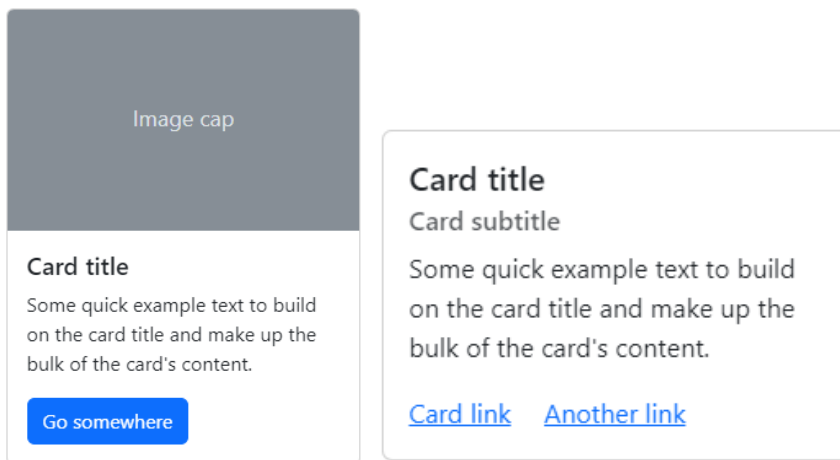 Image cap
Card title
Some quick example text to build
on the card title and make up the
bulk of the card's content.
Go somewhere
Card title
Card subtitle
Some quick example text to build
on the card title and make up the
bulk of the card's content.
Card link Another link